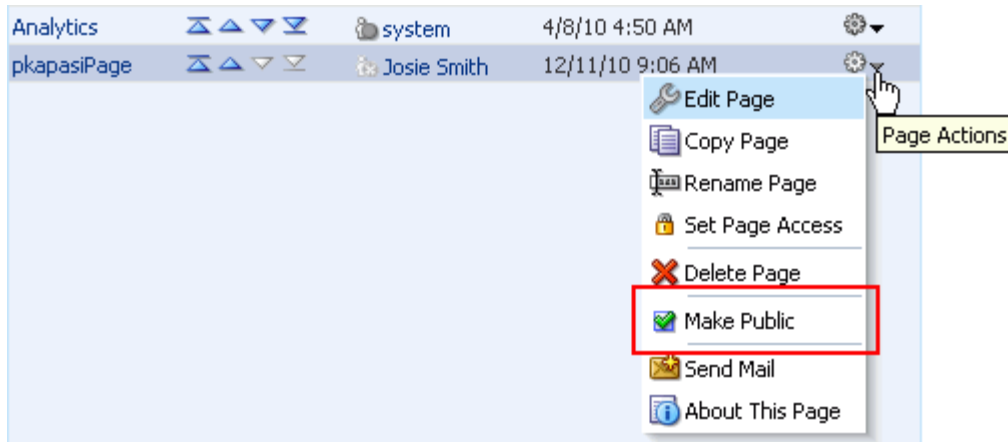 Analytics system 4/8/10 4:50 AM
pkapasiPage Josie Smith 12/11/10 9:06 AM
Edit Page
Page Actions
Copy Page
Rename Page
Set Page Access
Delete Page
Make Public
Send Mail
About This Page